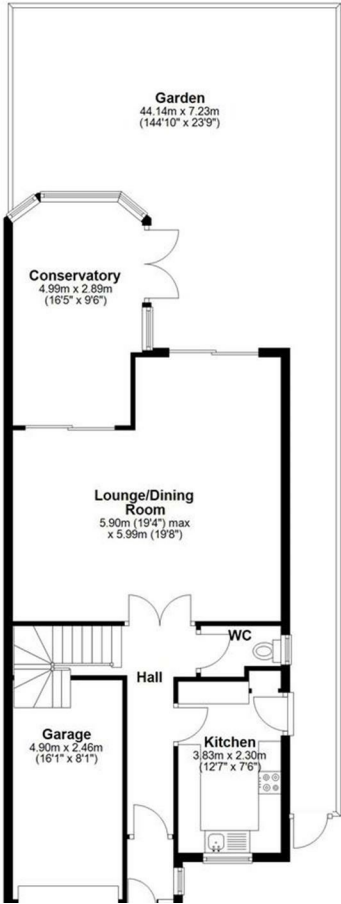 Garden
44.14m x 7.23m
(144'10" x 23'9")
Conservatory
4.99m x 2.89m
(16'5" x 9'6")
Lounge/Dining
Room
5.90m (19'4") max
x 5.99m (19'8")
WC
Hall
Garage
4.90m x 2.46m
(16'1" x 8'1")
Kitchen
3.83m x 2.30m
(12'7" x 7'6")